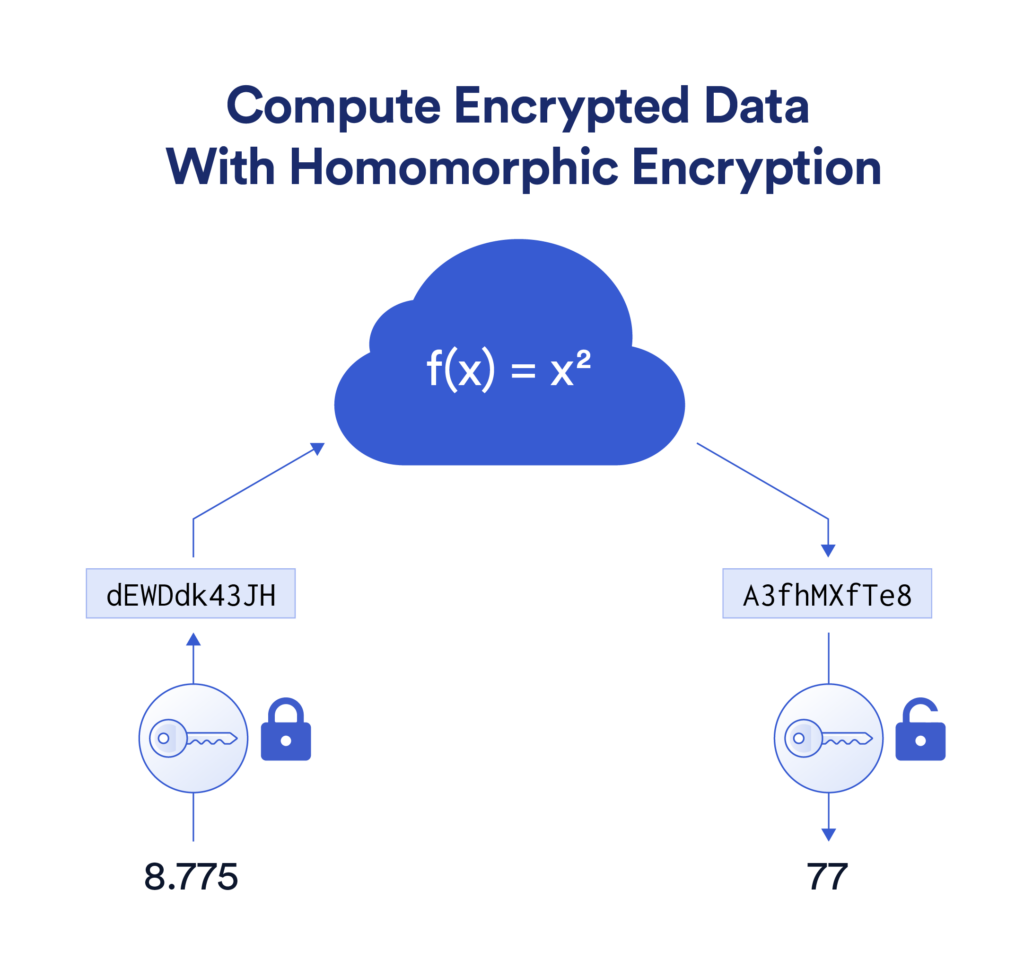 Compute Encrypted Data
With Homomorphic Encryption
f(x) = x²
dEWDdk43JH
A3fhMXfTe8
8.775
77